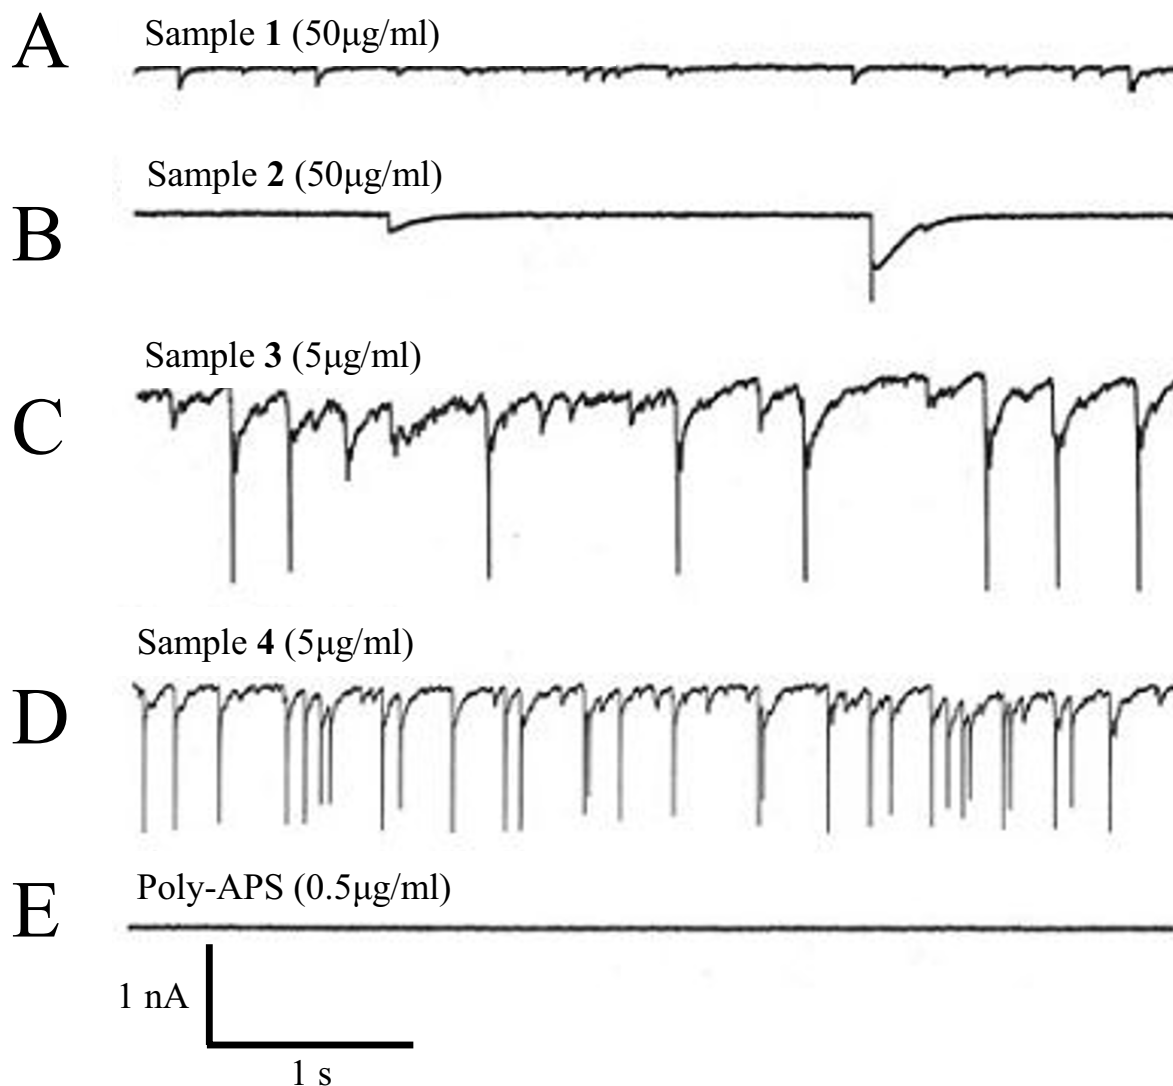 A
Sample 1 (50μg/ml)
Sample 2 (50μg/ml)
B
Sample 3 (5μg/ml)
C
Sample 4 (5μg/ml)
D
E
Poly-APS (0.5μg/ml)
1 nA
1 s